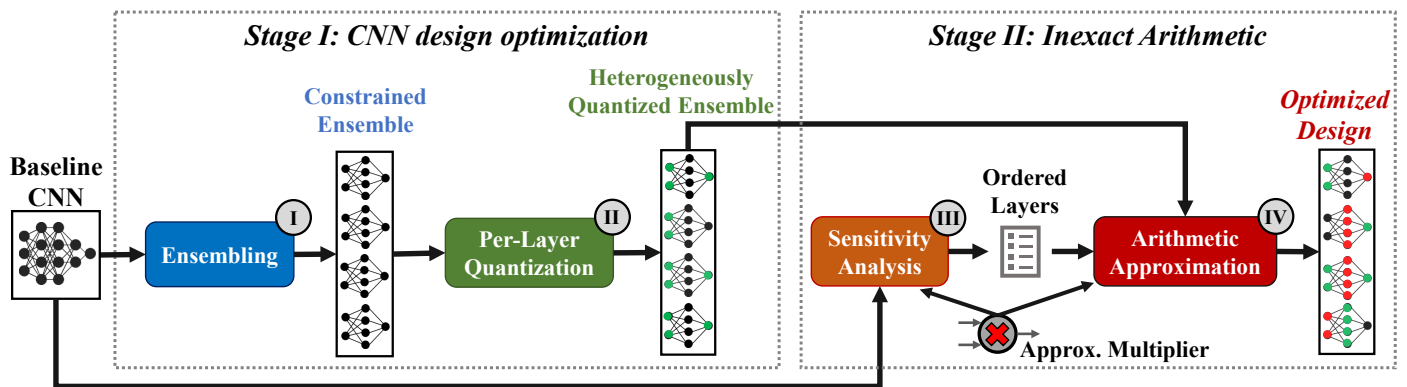 Stage I: CNN design optimization
Stage II: Inexact Arithmetic
Baseline
CNN
I
Ensembling
Constrained
Ensemble
II
Per-Layer
Quantization
Heterogeneously
Quantized Ensemble
III
Sensitivity
Analysis
Ordered
Layers
Approx. Multiplier
IV
Arithmetic
Approximation
Optimized
Design